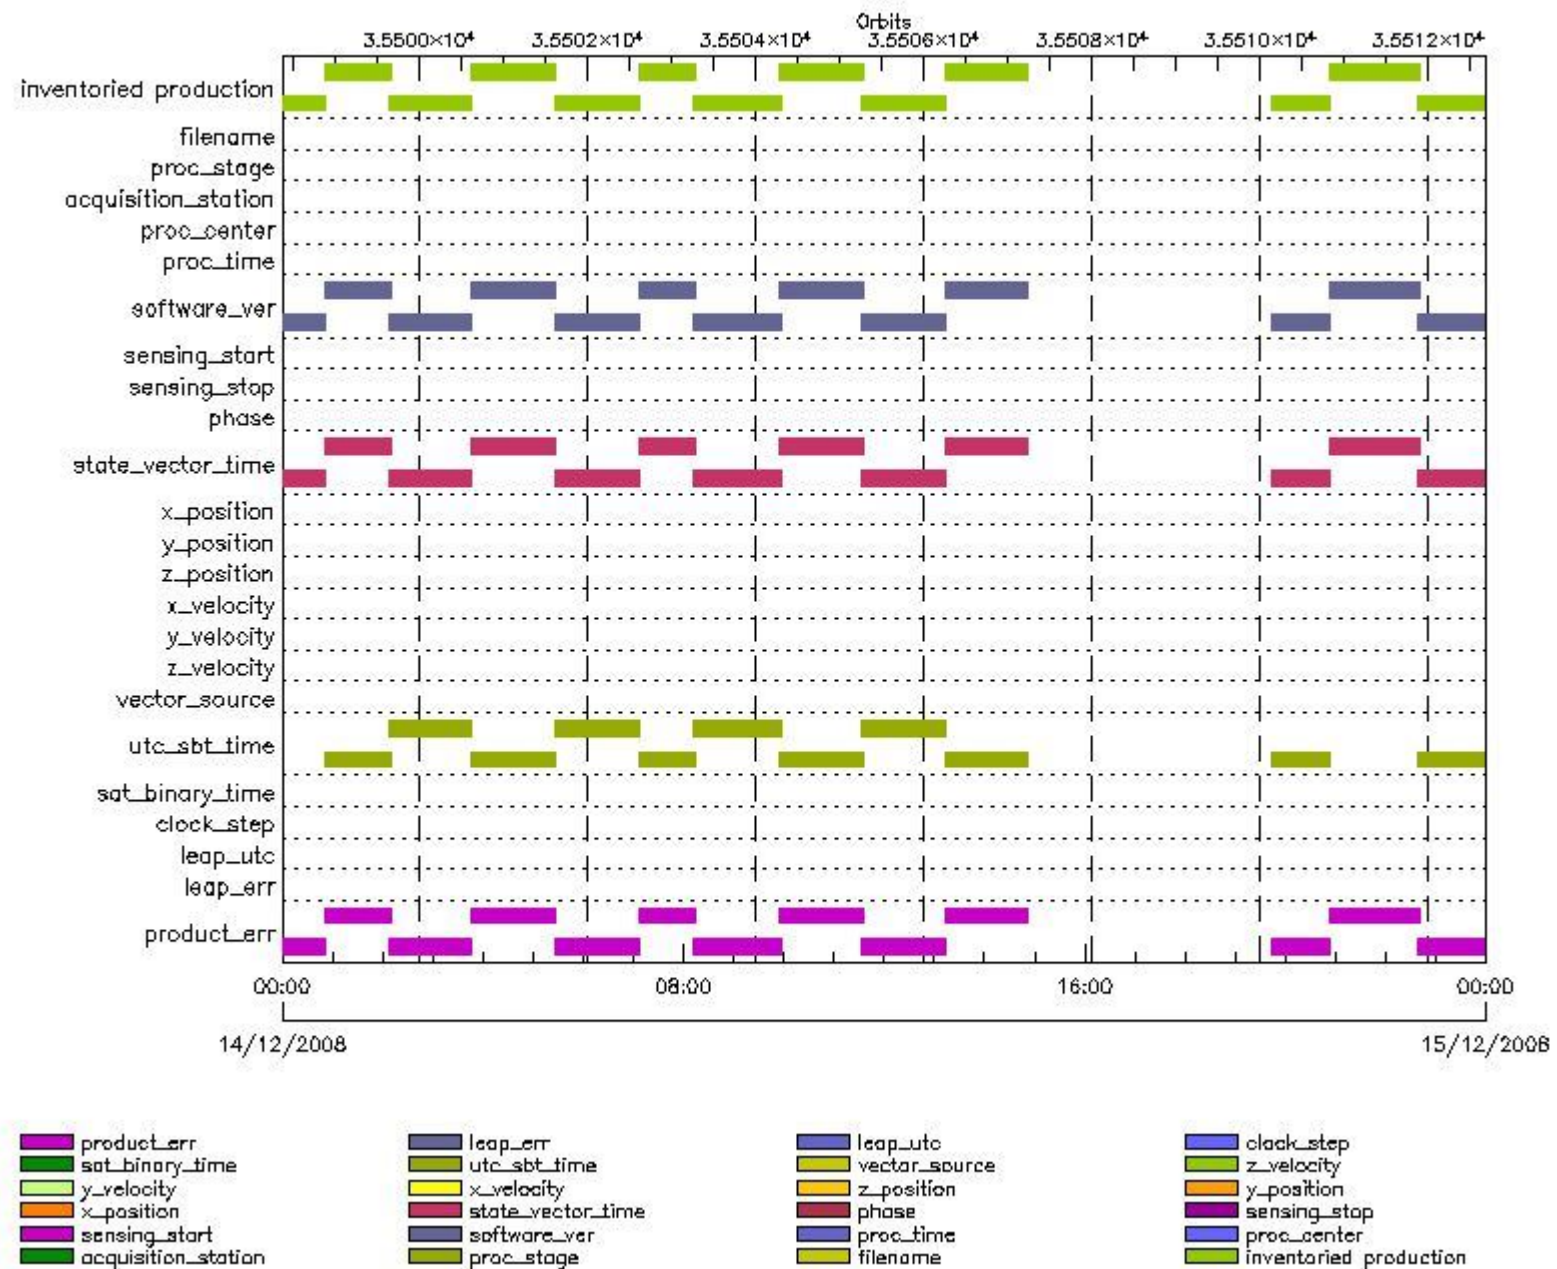 Orbits
3.5500×10⁴ 3.5502×10⁴ 3.5504×10⁴ 3.5506×10⁴ 3.5508×10⁴ 3.5510×10⁴ 3.5512×10⁴
inventoried production
filename
proc_stage
acquisition_station
proc_center
proc_time
software_ver
sensing_start
sensing_stop
phase
state_vector_time
x_position
y_position
z_position
x_velocity
y_velocity
z_velocity
vector_source
utc_sbt_time
sat_binary_time
clock_step
leap_utc
leap_err
product_err
00:00 08:00 16:00 00:00
14/12/2008 15/12/2008
product_err leap_err leap_utc clock_step
sat_binary_time utc_sbt_time vector_source z_velocity
y_velocity x_velocity z_position y_position
x_position state_vector_time phase sensing_stop
sensing_start software_ver proc_time proc_center
acquisition_station proc_stage filename inventoried production